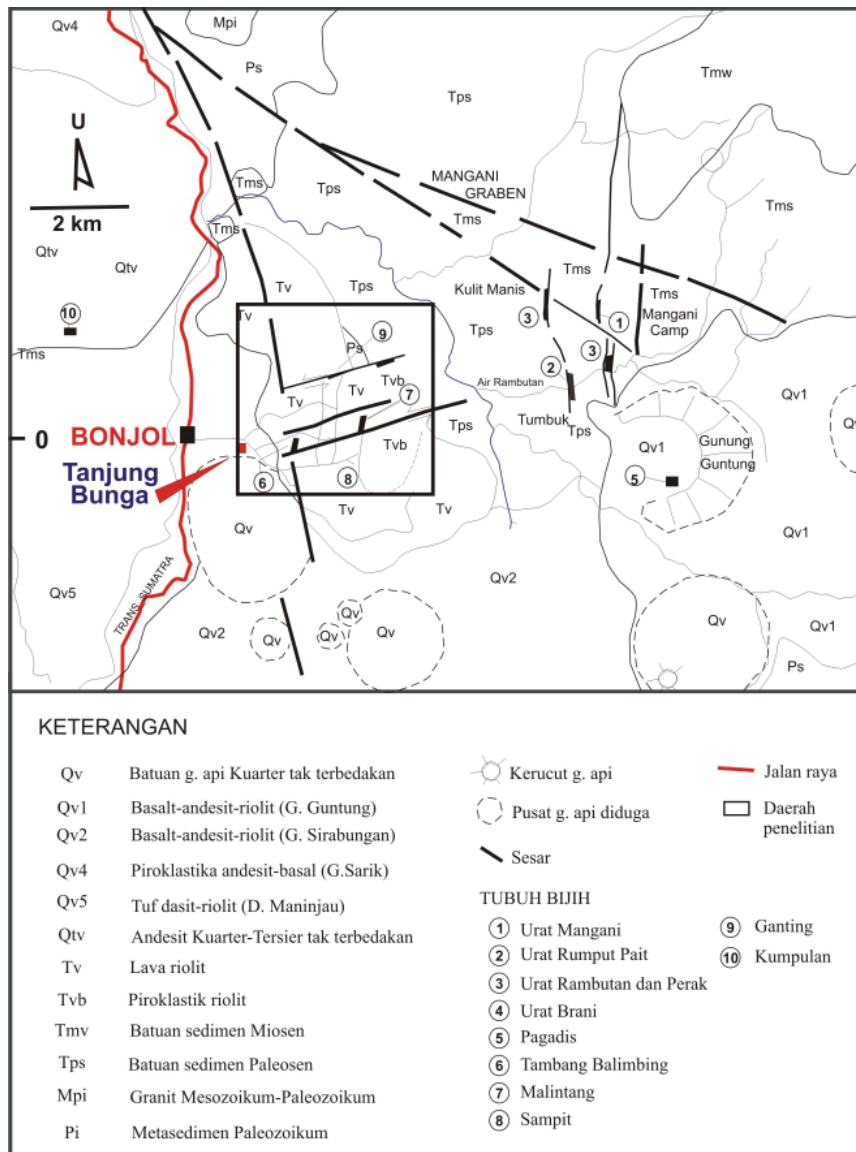 Qv4
Mpi
Ps
Tps
Tmw
U
2 km
Tms
Tps
MANGANI
GRABEN
Tms
Tms
Tms
Qtv
Qtv
Tv
Tps
Kulit Manis
Tms
Tms
Mangani
Camp
10
Tv
3
1
9
Ps
Tps
3
Tms
Tv
Tvb
2
Air Rambutan
Qv1
Qv
7
Tv
Tps
Tumbuk
Tps
0
BONJOL
Tvb
Qv1
Gunung
Guntung
Tanjung
Bunga
6
8
5
Tv
Tv
Qv
Qv1
Qv5
TRANS. SUMATRA
Qv2
Qv2
Qv
Qv
Qv
Qv
Qv
Qv1
Ps
KETERANGAN
Qv Batuan g. api Kuarter tak terbedakan
Qv1 Basalt-andesit-riolit (G. Guntung)
Qv2 Basalt-andesit-riolit (G. Sirabungan)
Qv4 Piroklastika andesit-basal (G.Sarik)
Qv5 Tuf dasit-riolit (D. Maninjau)
Qtv Andesit Kuarter-Tersier tak terbedakan
Tv Lava riolit
Tvb Piroklastik riolit
Tmv Batuan sedimen Miosen
Tps Batuan sedimen Paleosen
Mpi Granit Mesozoikum-Paleozoikum
Pi Metasedimen Paleozoikum
Kerucut g. api
Pusat g. api diduga
Sesar
Jalan raya
Daerah
penelitian
TUBUH BIJIH
1 Urat Mangani
2 Urat Rumput Pait
3 Urat Rambutan dan Perak
4 Urat Brani
5 Pagadis
6 Tambang Balimbing
7 Malintang
8 Sampit
9 Ganting
10 Kumpulan